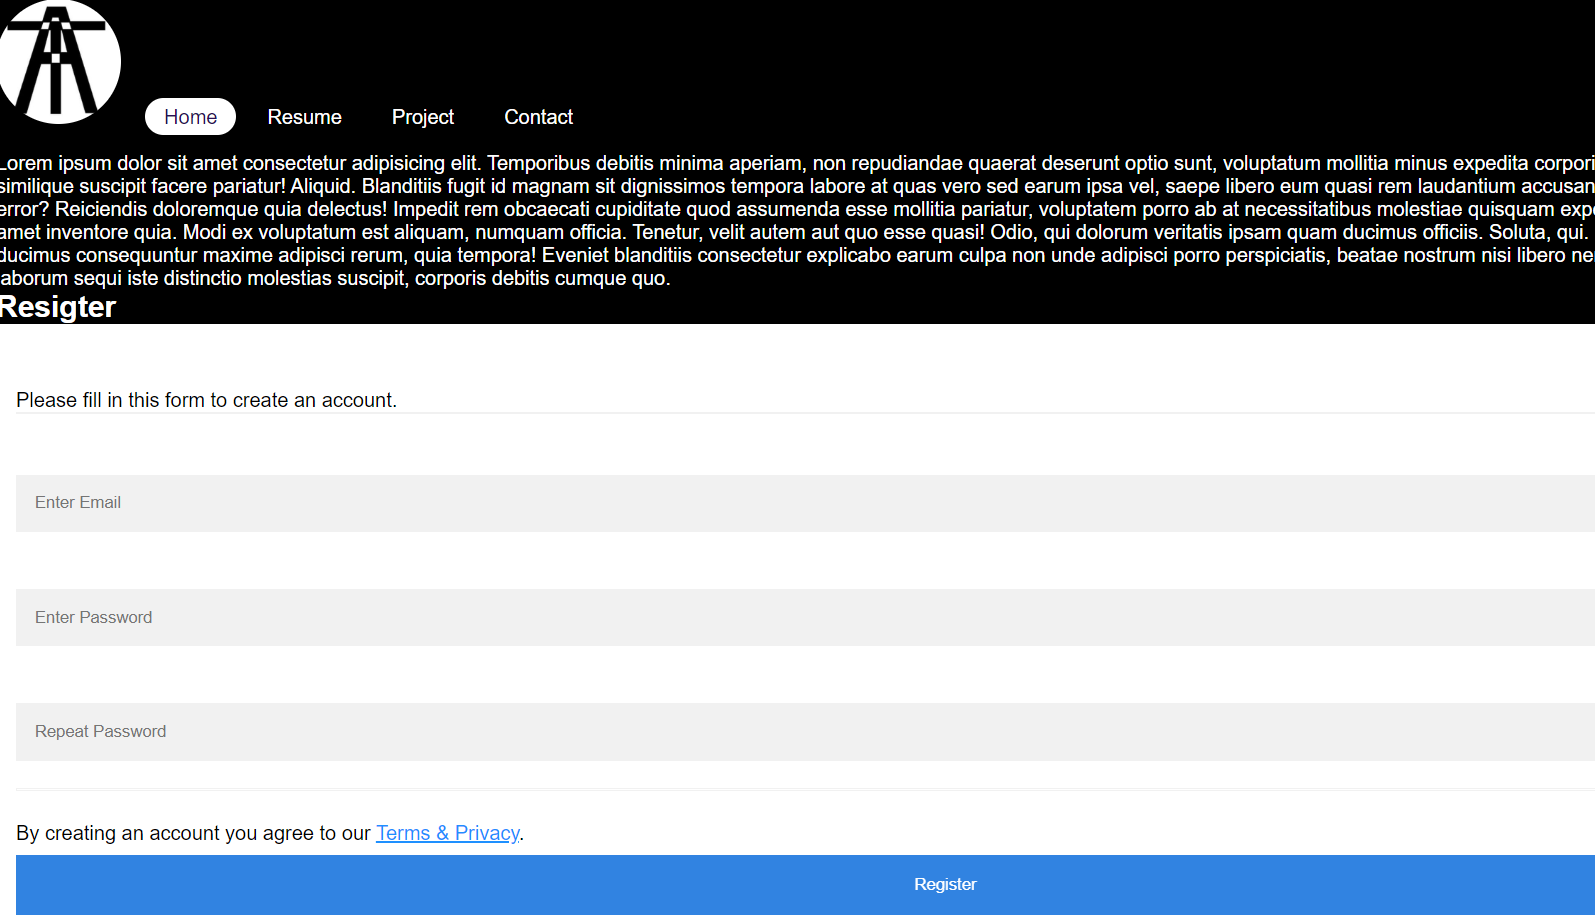 Home Resume Project Contact
Lorem ipsum dolor sit amet consectetur adipisicing elit. Temporibus debitis minima aperiam, non repudiandae quaerat deserunt optio sunt, voluptatum mollitia minus expedita corpori
similique suscipit facere pariatur! Aliquid. Blanditiis fugit id magnam sit dignissimos tempora labore at quas vero sed earum ipsa vel, saepe libero eum quasi rem laudantium accusan
error? Reiciendis doloremque quia delectus! Impedit rem obcaecati cupiditate quod assumenda esse mollitia pariatur, voluptatem porro ab at necessitatibus molestiae quisquam exp
amet inventore quia. Modi ex voluptatum est aliquam, numquam officia. Tenetur, velit autem aut quo esse quasi! Odio, qui dolorum veritatis ipsam quam ducimus officiis. Soluta, qui.
ducimus consequuntur maxime adipisci rerum, quia tempora! Eveniet blanditiis consectetur explicabo earum culpa non unde adipisci porro perspiciatis, beatae nostrum nisi libero ne
laborum sequi iste distinctio molestias suscipit, corporis debitis cumque quo.
Resigter
Please fill in this form to create an account.
Enter Email
Enter Password
Repeat Password
By creating an account you agree to our Terms & Privacy.
Register